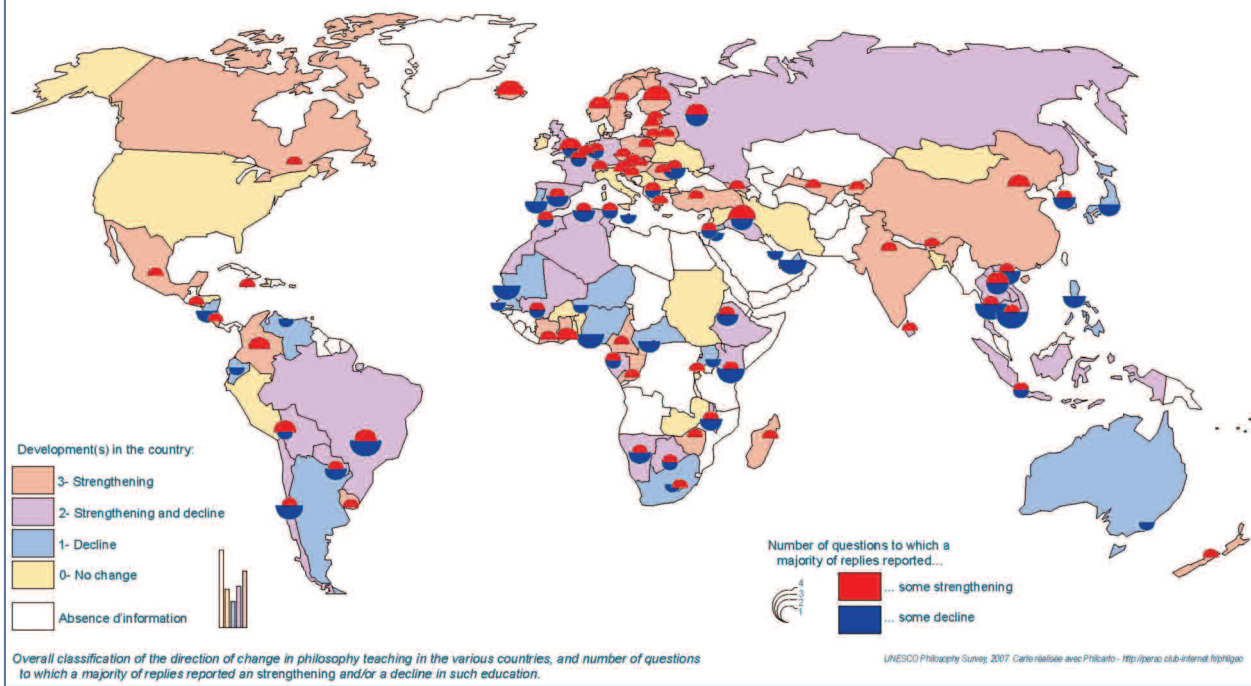 Development(s) in the country:
3- Strengthening
2- Strengthening and decline
1- Decline
0- No change
Absence d'information
Number of questions to which a
majority of replies reported...
4
3
2
1
... some strengthening
... some decline
Overall classification of the direction of change in philosophy teaching in the various countries, and number of questions
to which a majority of replies reported an strengthening and/or a decline in such education.
UNESCO Philosophy Survey, 2007. Carte réalisée avec Philcarto - http://perso.club-internet.fr/philgeo